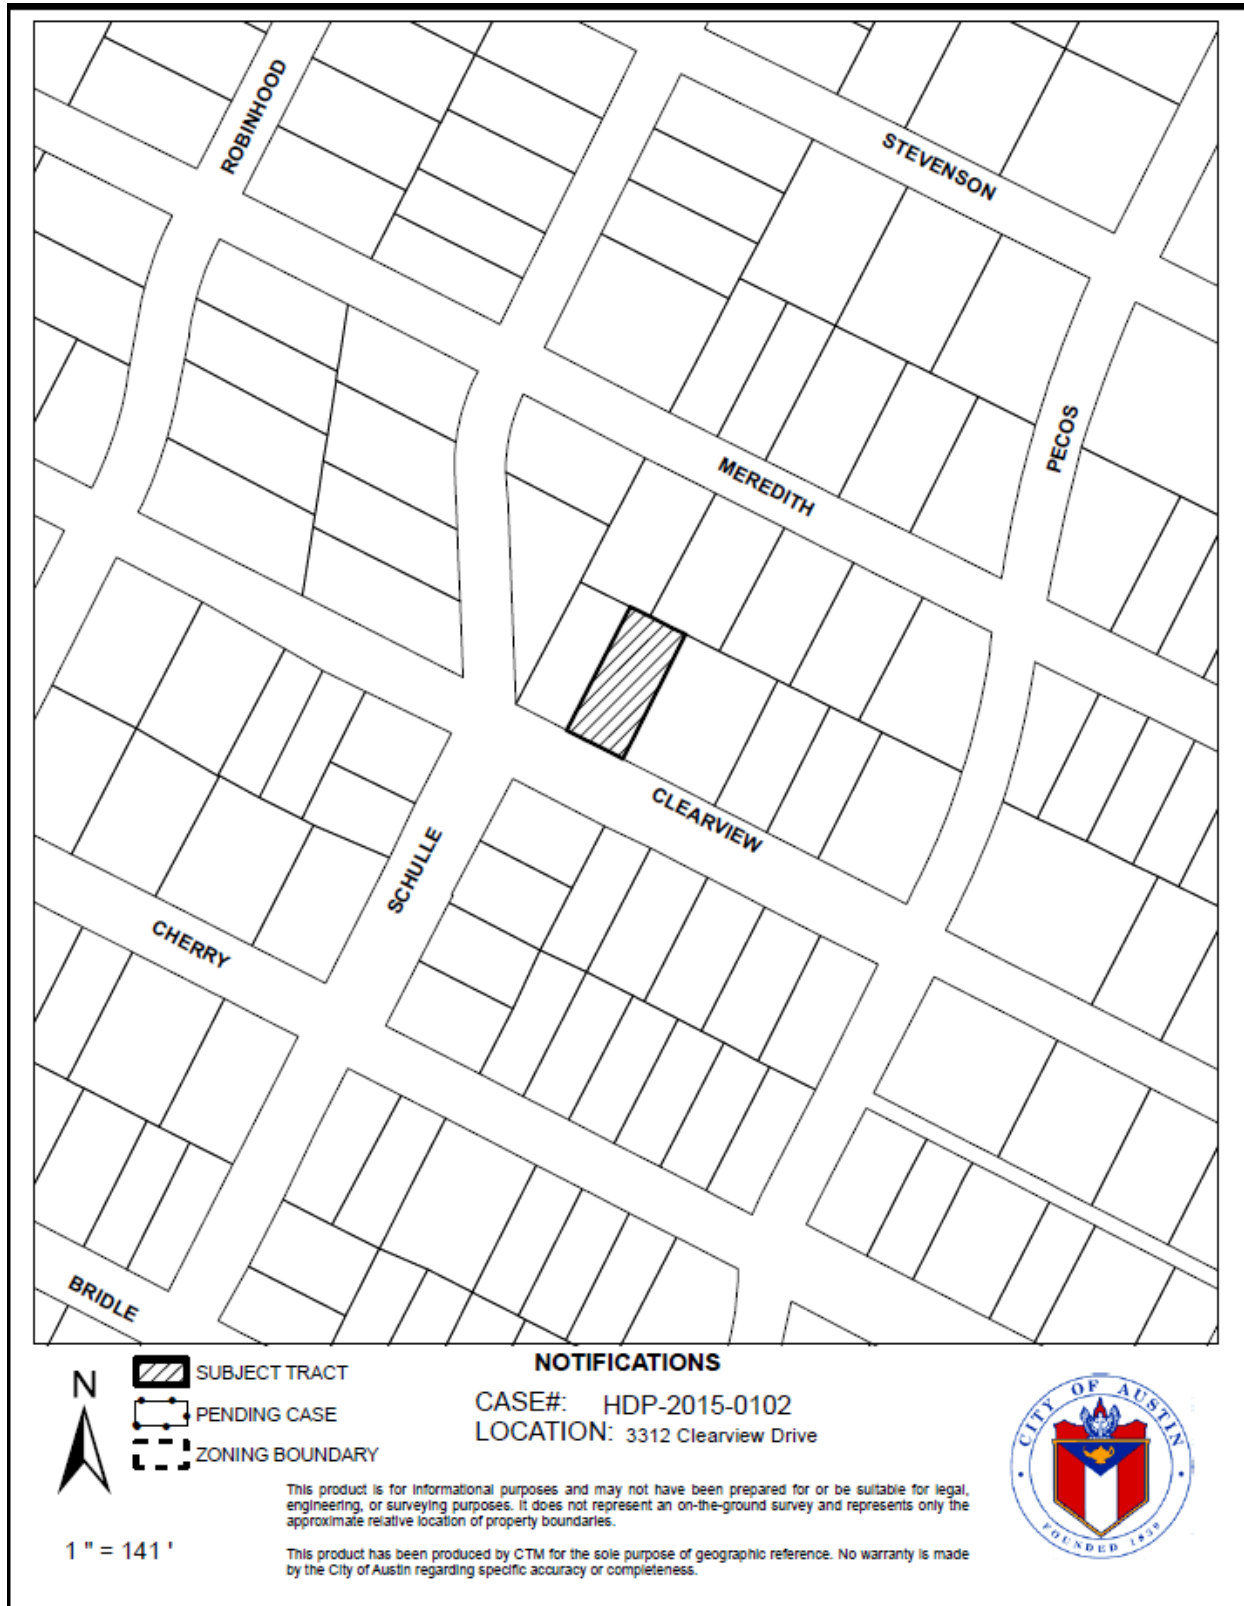 ROBINHOOD
STEVENSON
PECOS
MEREDITH
CLEARVIEW
SCHULLE
CHERRY
BRIDLE
N
SUBJECT TRACT
PENDING CASE
ZONING BOUNDARY
1 " = 141 '
NOTIFICATIONS
CASE#: HDP-2015-0102
LOCATION: 3312 Clearview Drive
This product is for informational purposes and may not have been prepared for or be suitable for legal,
engineering, or surveying purposes. It does not represent an on-the-ground survey and represents only the
approximate relative location of property boundaries.
This product has been produced by CTM for the sole purpose of geographic reference. No warranty is made
by the City of Austin regarding specific accuracy or completeness.
CITY OF AUSTIN
FOUNDED 1839